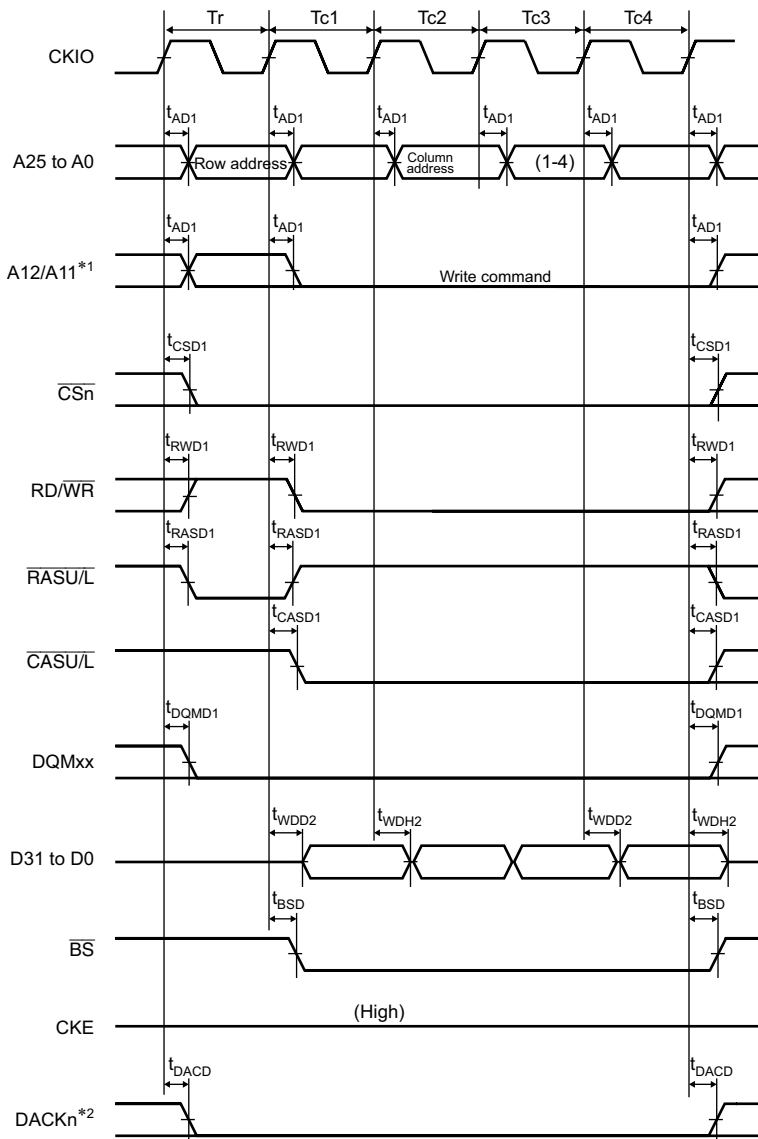 Tr Tc1 Tc2 Tc3 Tc4
CKIO
tAD1 tAD1 tAD1 tAD1 tAD1 tAD1
A25 to A0 Row address Column address (1-4)
tAD1 tAD1 tAD1
A12/A11*1 Write command
tCSD1 tCSD1
CSn
tRWD1 tRWD1 tRWD1
RD/WR
tRASD1 tRASD1 tRASD1
RASU/L
tCASD1 tCASD1
CASU/L
tDQMD1 tDQMD1
DQMxx
tWDD2 tWDH2 tWDD2 tWDH2
D31 to D0
tBSD tBSD
BS
(High)
CKE
tDACD tDACD
DACKn*2